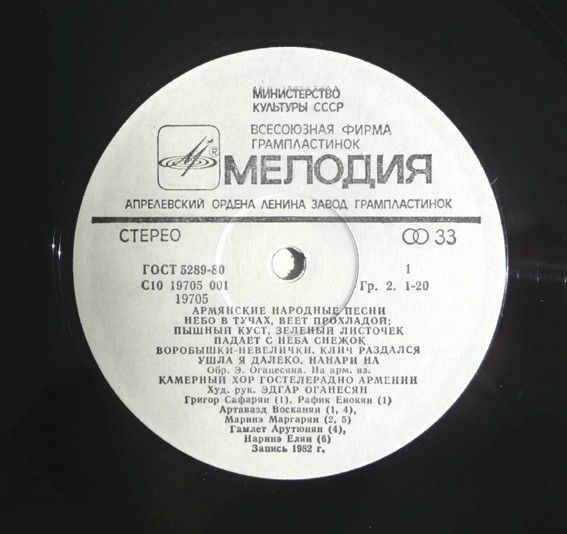 МИНИСТЕРСТВО
КУЛЬТУРЫ СССР
ВСЕСОЮЗНАЯ ФИРМА
ГРАМПЛАСТИНОК
®
МЕЛОДИЯ
АПРЕЛЕВСКИЙ ОРДЕНА ЛЕНИНА ЗАВОД ГРАМПЛАСТИНОК
СТЕРЕО 33
ГОСТ 5289-80 1
С10 19705 001 Гр. 2. 1-20
19705
АРМЯНСКИЕ НАРОДНЫЕ ПЕСНИ
НЕБО В ТУЧАХ, ВЕЕТ ПРОХЛАДОЙ;
ПЫШНЫЙ КУСТ, ЗЕЛЕНЫЙ ЛИСТОЧЕК
ПАДАЕТ С НЕБА СНЕЖОК
ВОРОБЫШКИ-НЕВЕЛИЧКИ, КЛИЧ РАЗДАЛСЯ
УШЛА Я ДАЛЕКО, НАНАРИ НА
Обр. Э. Оганесяна. На арм. яз.
КАМЕРНЫЙ ХОР ГОСТЕЛЕРАДИО АРМЕНИИ
Худ. рук. ЭДГАР ОГАНЕСЯН
Григор Сафарян (1), Рафик Енокян (1)
Артавазд Восканян (1, 4),
Маринэ Маргарян (2, 5)
Гамлет Арутюнян (4),
Наринэ Елян (6)
Запись 1982 г.